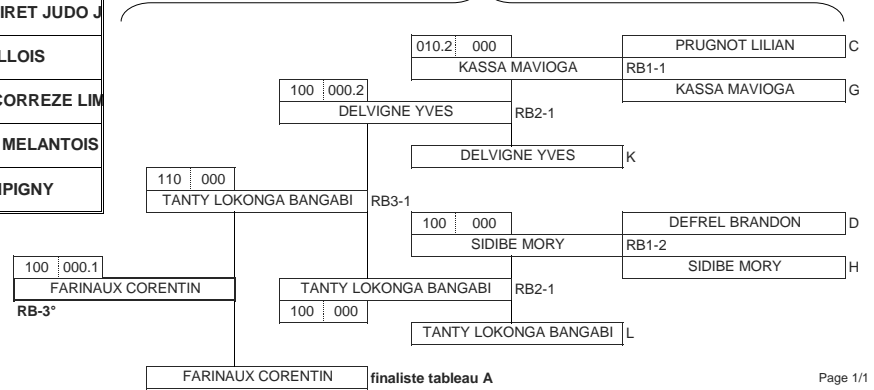 IRET JUDO J
LLOIS
CORREZE LIM
MELANTOIS
IPIGNY
010.2 000
PRUGNOT LILIAN C
KASSA MAVIOGA RB1-1
100 000.2
KASSA MAVIOGA G
DELVIGNE YVES RB2-1
DELVIGNE YVES K
110 000
TANTY LOKONGA BANGABI RB3-1
100 000
DEFREL BRANDON D
SIDIBE MORY RB1-2
100 000.1
SIDIBE MORY H
FARINAUX CORENTIN
TANTY LOKONGA BANGABI RB2-1
RB-3°
100 000
TANTY LOKONGA BANGABI L
FARINAUX CORENTIN finaliste tableau A
Page 1/1